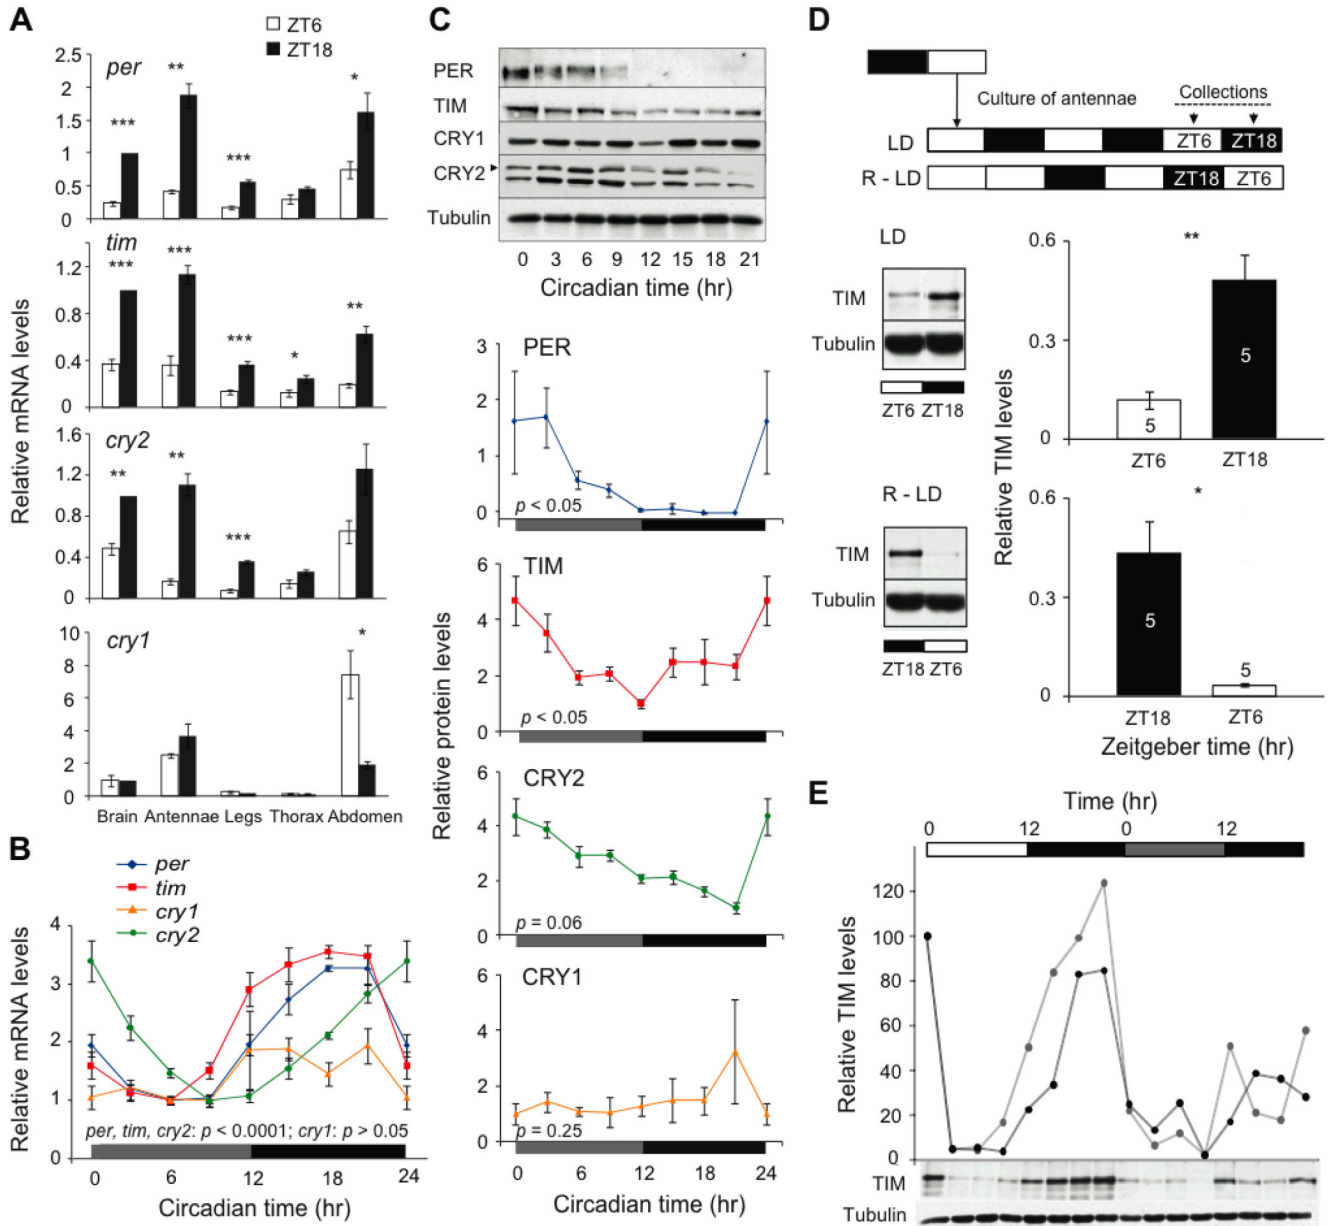 A
ZT6
ZT18
Relative mRNA levels
2.5
2
1.5
1
0.5
0
per
***
**
***
*
1.2
0.8
0.4
0
tim
***
***
***
*
**
1.6
1.2
0.8
0.4
0
cry2
**
**
***
10
8
6
4
2
0
cry1
*
Brain Antennae Legs Thorax Abdomen
B
per
tim
cry1
cry2
Relative mRNA levels
4
3
2
1
0
per, tim, cry2: p < 0.0001; cry1: p > 0.05
0 6 12 18 24
Circadian time (hr)
C
PER
TIM
CRY1
CRY2
Tubulin
0 3 6 9 12 15 18 21
Circadian time (hr)
Relative protein levels
3
2
1
0
PER
p < 0.05
6
4
2
0
TIM
p < 0.05
6
4
2
0
CRY2
p = 0.06
6
4
2
0
CRY1
p = 0.25
0 6 12 18 24
Circadian time (hr)
D
Culture of antennae
Collections
LD
ZT6 ZT18
R - LD
ZT18 ZT6
LD
TIM
Tubulin
ZT6 ZT18
Relative TIM levels
0.6
0.3
0
**
5
5
ZT6 ZT18
R - LD
TIM
Tubulin
ZT18 ZT6
0.6
0.3
0
*
5
5
ZT18 ZT6
Zeitgeber time (hr)
E
Time (hr)
0 12 0 12
Relative TIM levels
120
100
80
60
40
20
0
TIM
Tubulin